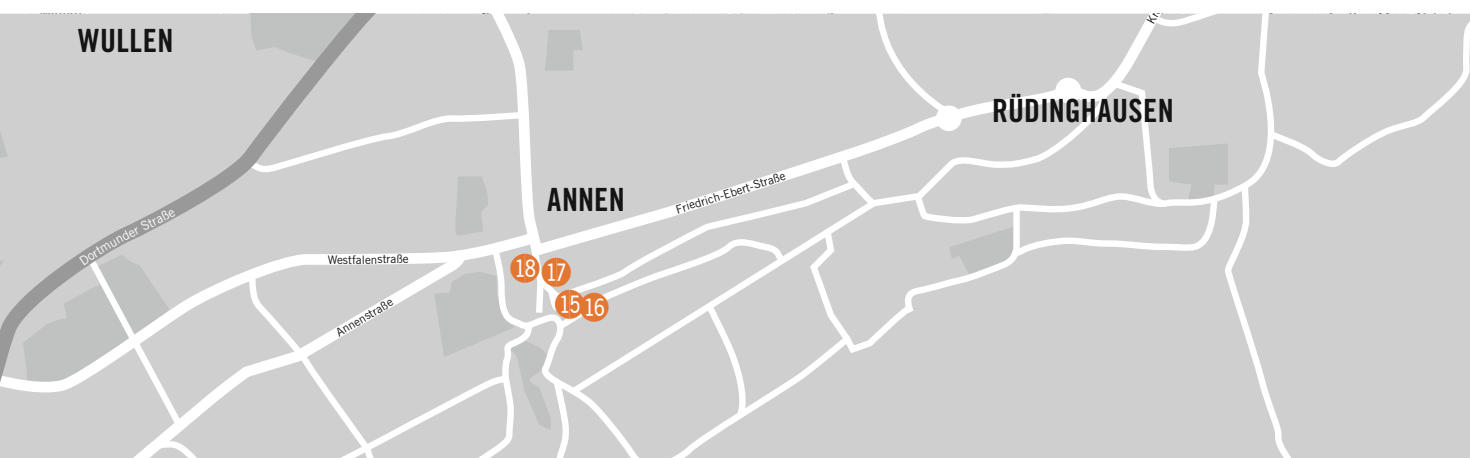 WULLEN
RÜDINGHAUSEN
ANNEN
Friedrich-Ebert-Straße
Dortmunder Straße
Westfalenstraße
Annenstraße
18
17
15
16